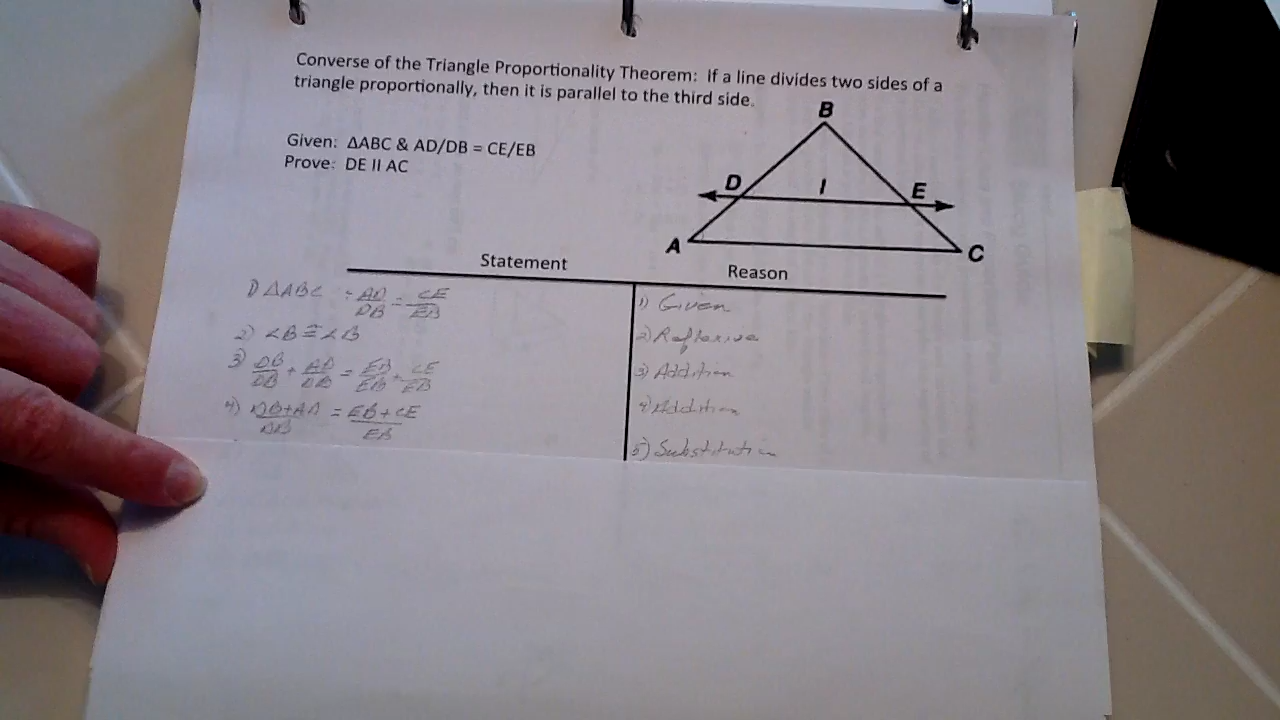 Converse of the Triangle Proportionality Theorem: If a line divides two sides of a
triangle proportionally, then it is parallel to the third side.
Given: ΔABC & AD/DB = CE/EB
Prove: DE II AC
B
D
I
E
A
C
Statement
Reason
1) △ABC - AD/DB = CE/EB
1) Given
2) ∠B ≅ ∠B
2) Reflexive
3) DB/DB + AD/DB = EB/EB + CE/EB
3) Addition
4) DB+AD/DB = EB+CE/EB
4) Addition
5) Substitution